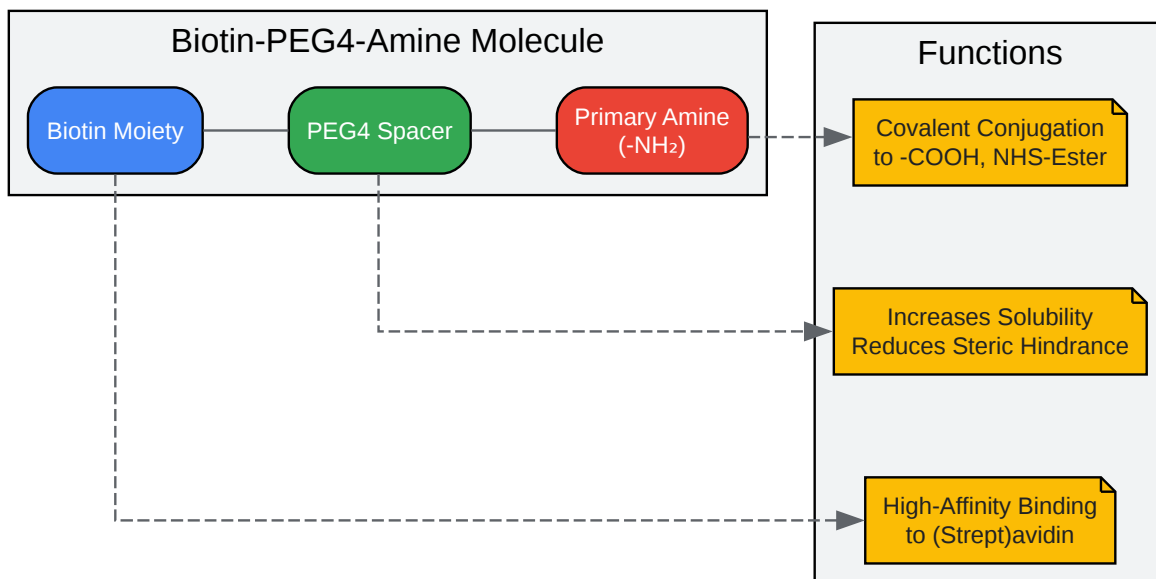 Biotin-PEG4-Amine Molecule
Biotin Moiety
PEG4 Spacer
Primary Amine
(-NH₂)
Functions
Covalent Conjugation
to -COOH, NHS-Ester
Increases Solubility
Reduces Steric Hindrance
High-Affinity Binding
to (Strept)avidin